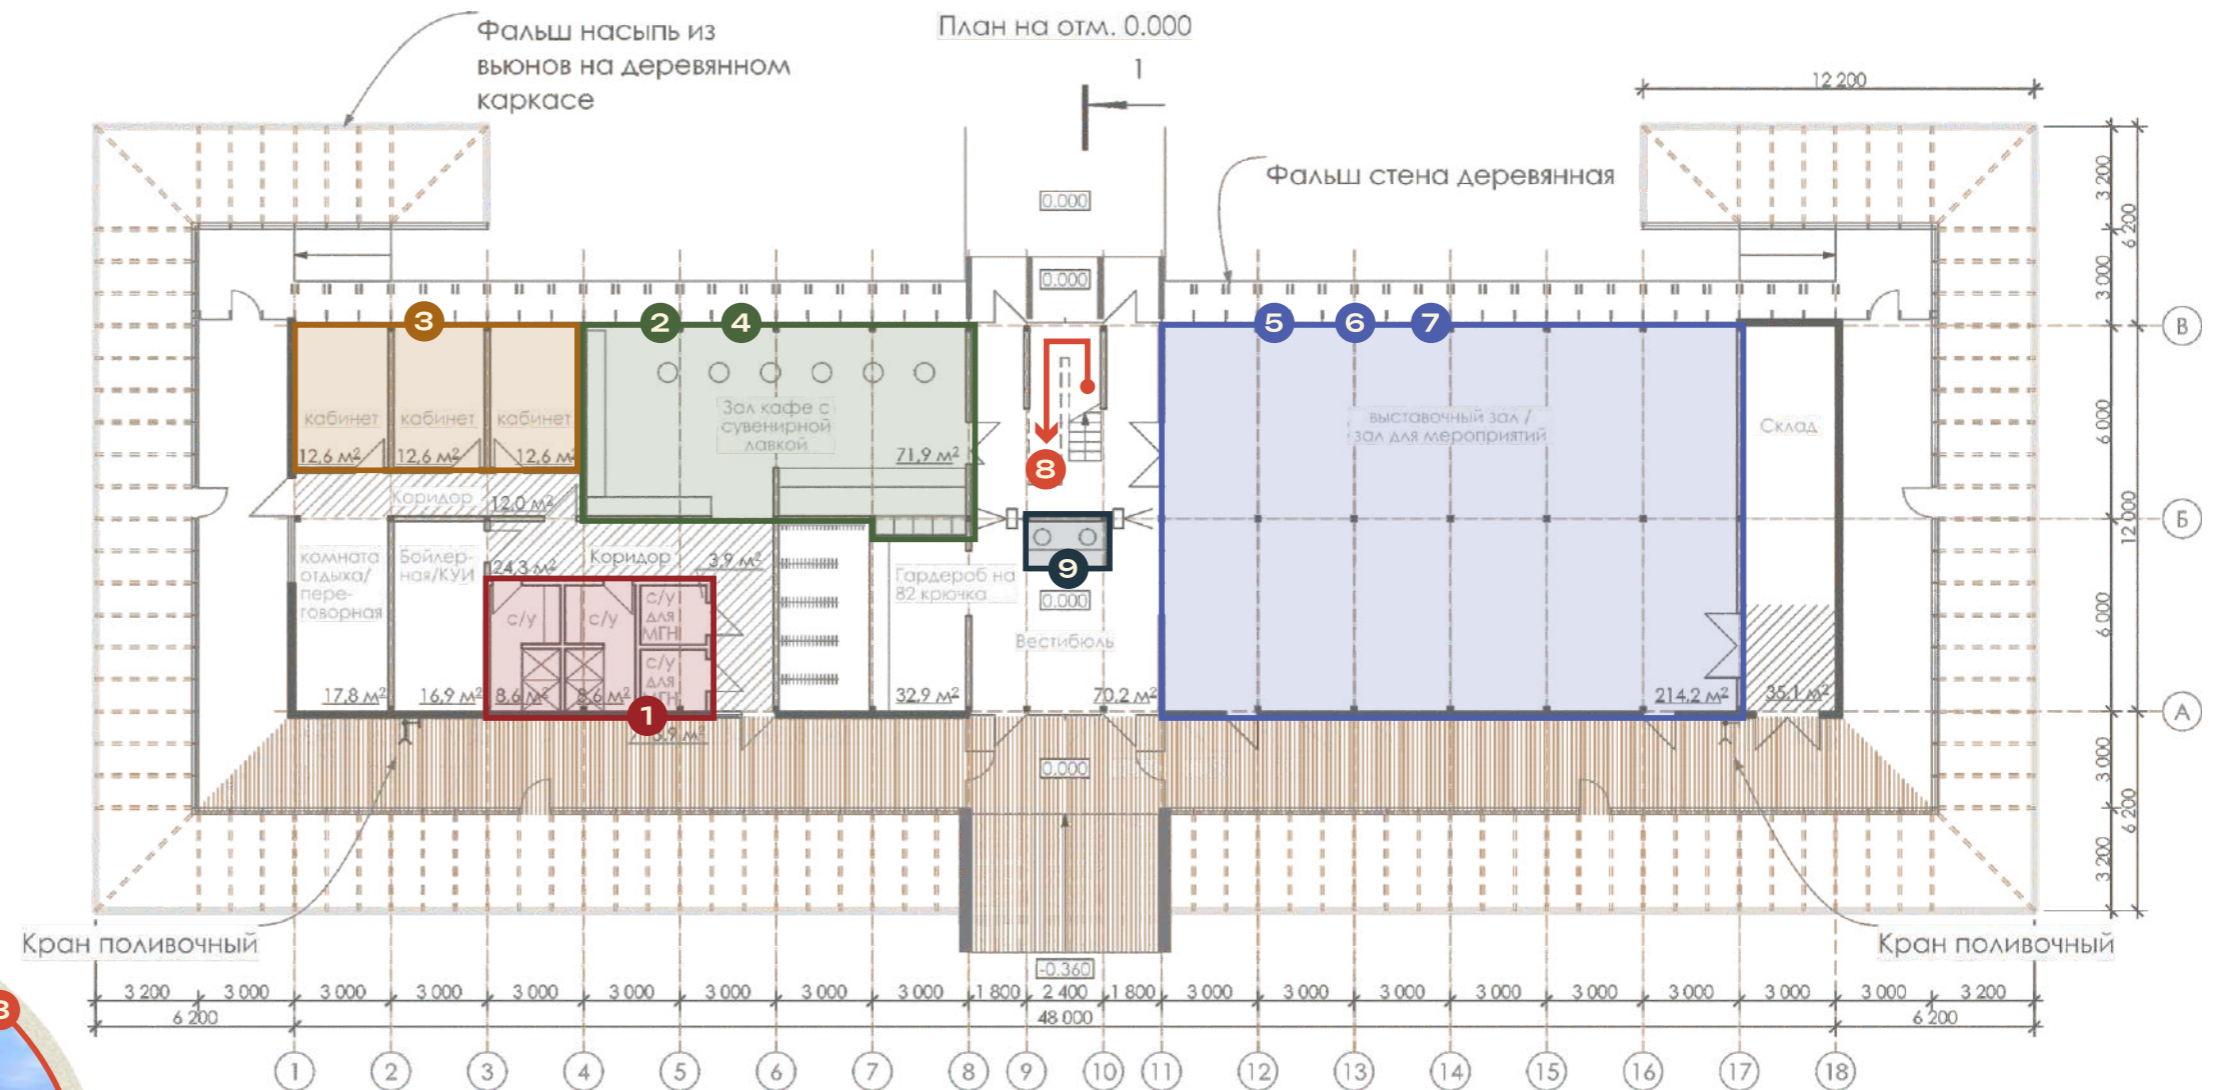 План на отм. 0.000
Фальш насыпь из
вьюнов на деревянном
каркасе
1
12 200
Фальш стена деревянная
0.000
0.000
3 200
6 200
3 000
3
2
4
5
6
7
В
кабинет
кабинет
кабинет
12,6 м²
12,6 м²
12,6 м²
Зал кафе с
сувенирной
лавкой
71,9 м²
8
выставочный зал /
зал для мероприятий
Склад
6 000
Коридор
12,0 м²
12 000
Б
комната
отдыха/
пере-
говорная
Бойлер-
ная/КУИ
24,3 м²
Коридор
3,9 м²
Гардероб на
82 крючка
9
0.000
Вестибюль
6 000
с/у
с/у
с/у
для
МГН
с/у
для
МГН
17,8 м²
16,9 м²
8,6 м²
8,6 м²
1
32,9 м²
70,2 м²
214,2 м²
35,1 м²
А
0.000
3 000
6 200
3 200
Кран поливочный
Кран поливочный
-0.360
3 200
3 000
3 000
3 000
3 000
3 000
3 000
3 000
3 000
1 800
2 400
1 800
3 000
3 000
3 000
3 000
3 000
3 000
3 000
3 000
3 200
6 200
48 000
6 200
1
2
3
4
5
6
7
8
9
10
11
12
13
14
15
16
17
18